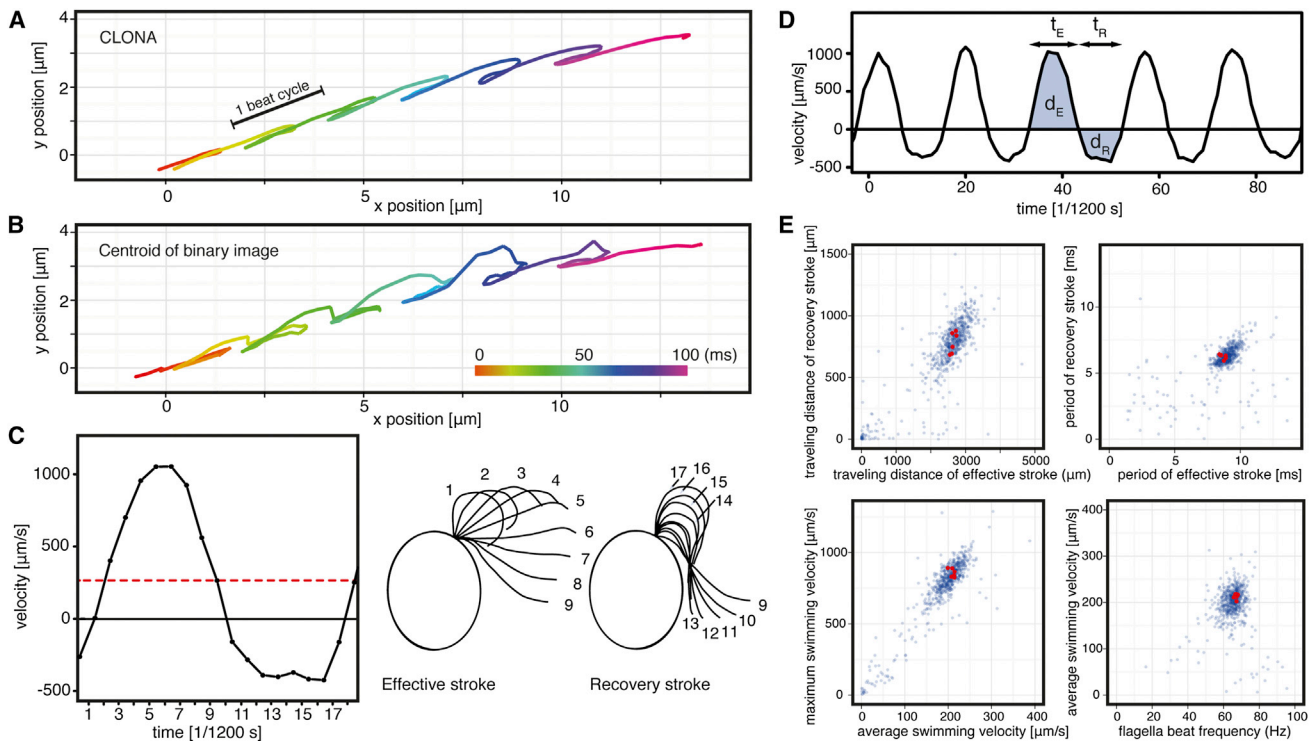 A
CLONA
1 beat cycle
y position [µm]
4
2
0
0
5
10
x position [µm]
B
Centroid of binary image
y position [µm]
4
2
0
0 50 100 (ms)
0
5
10
x position [µm]
C
velocity [µm/s]
1000
500
0
-500
1 3 5 7 9 11 13 15 17
time [1/1200 s]
1 2 3 4 5 6 7 8 9
Effective stroke
17 16 15 14
13 12 11 10 9
Recovery stroke
D
tE tR
dE
dR
velocity [µm/s]
1000
500
0
-500
0 20 40 60 80
time [1/1200 s]
E
traveling distance of recovery stroke [µm]
1500
1000
500
0
0 1000 3000 5000
traveling distance of effective stroke (µm)
period of recovery stroke [ms]
10
5
0
0 5 10
period of effective stroke [ms]
maximum swimming velocity [µm/s]
1000
500
0
0 100 200 300 400
average swimming velocity [µm/s]
average swimming velocity [µm/s]
400
300
200
100
0
0 20 40 60 80 100
flagella beat frequency (Hz)